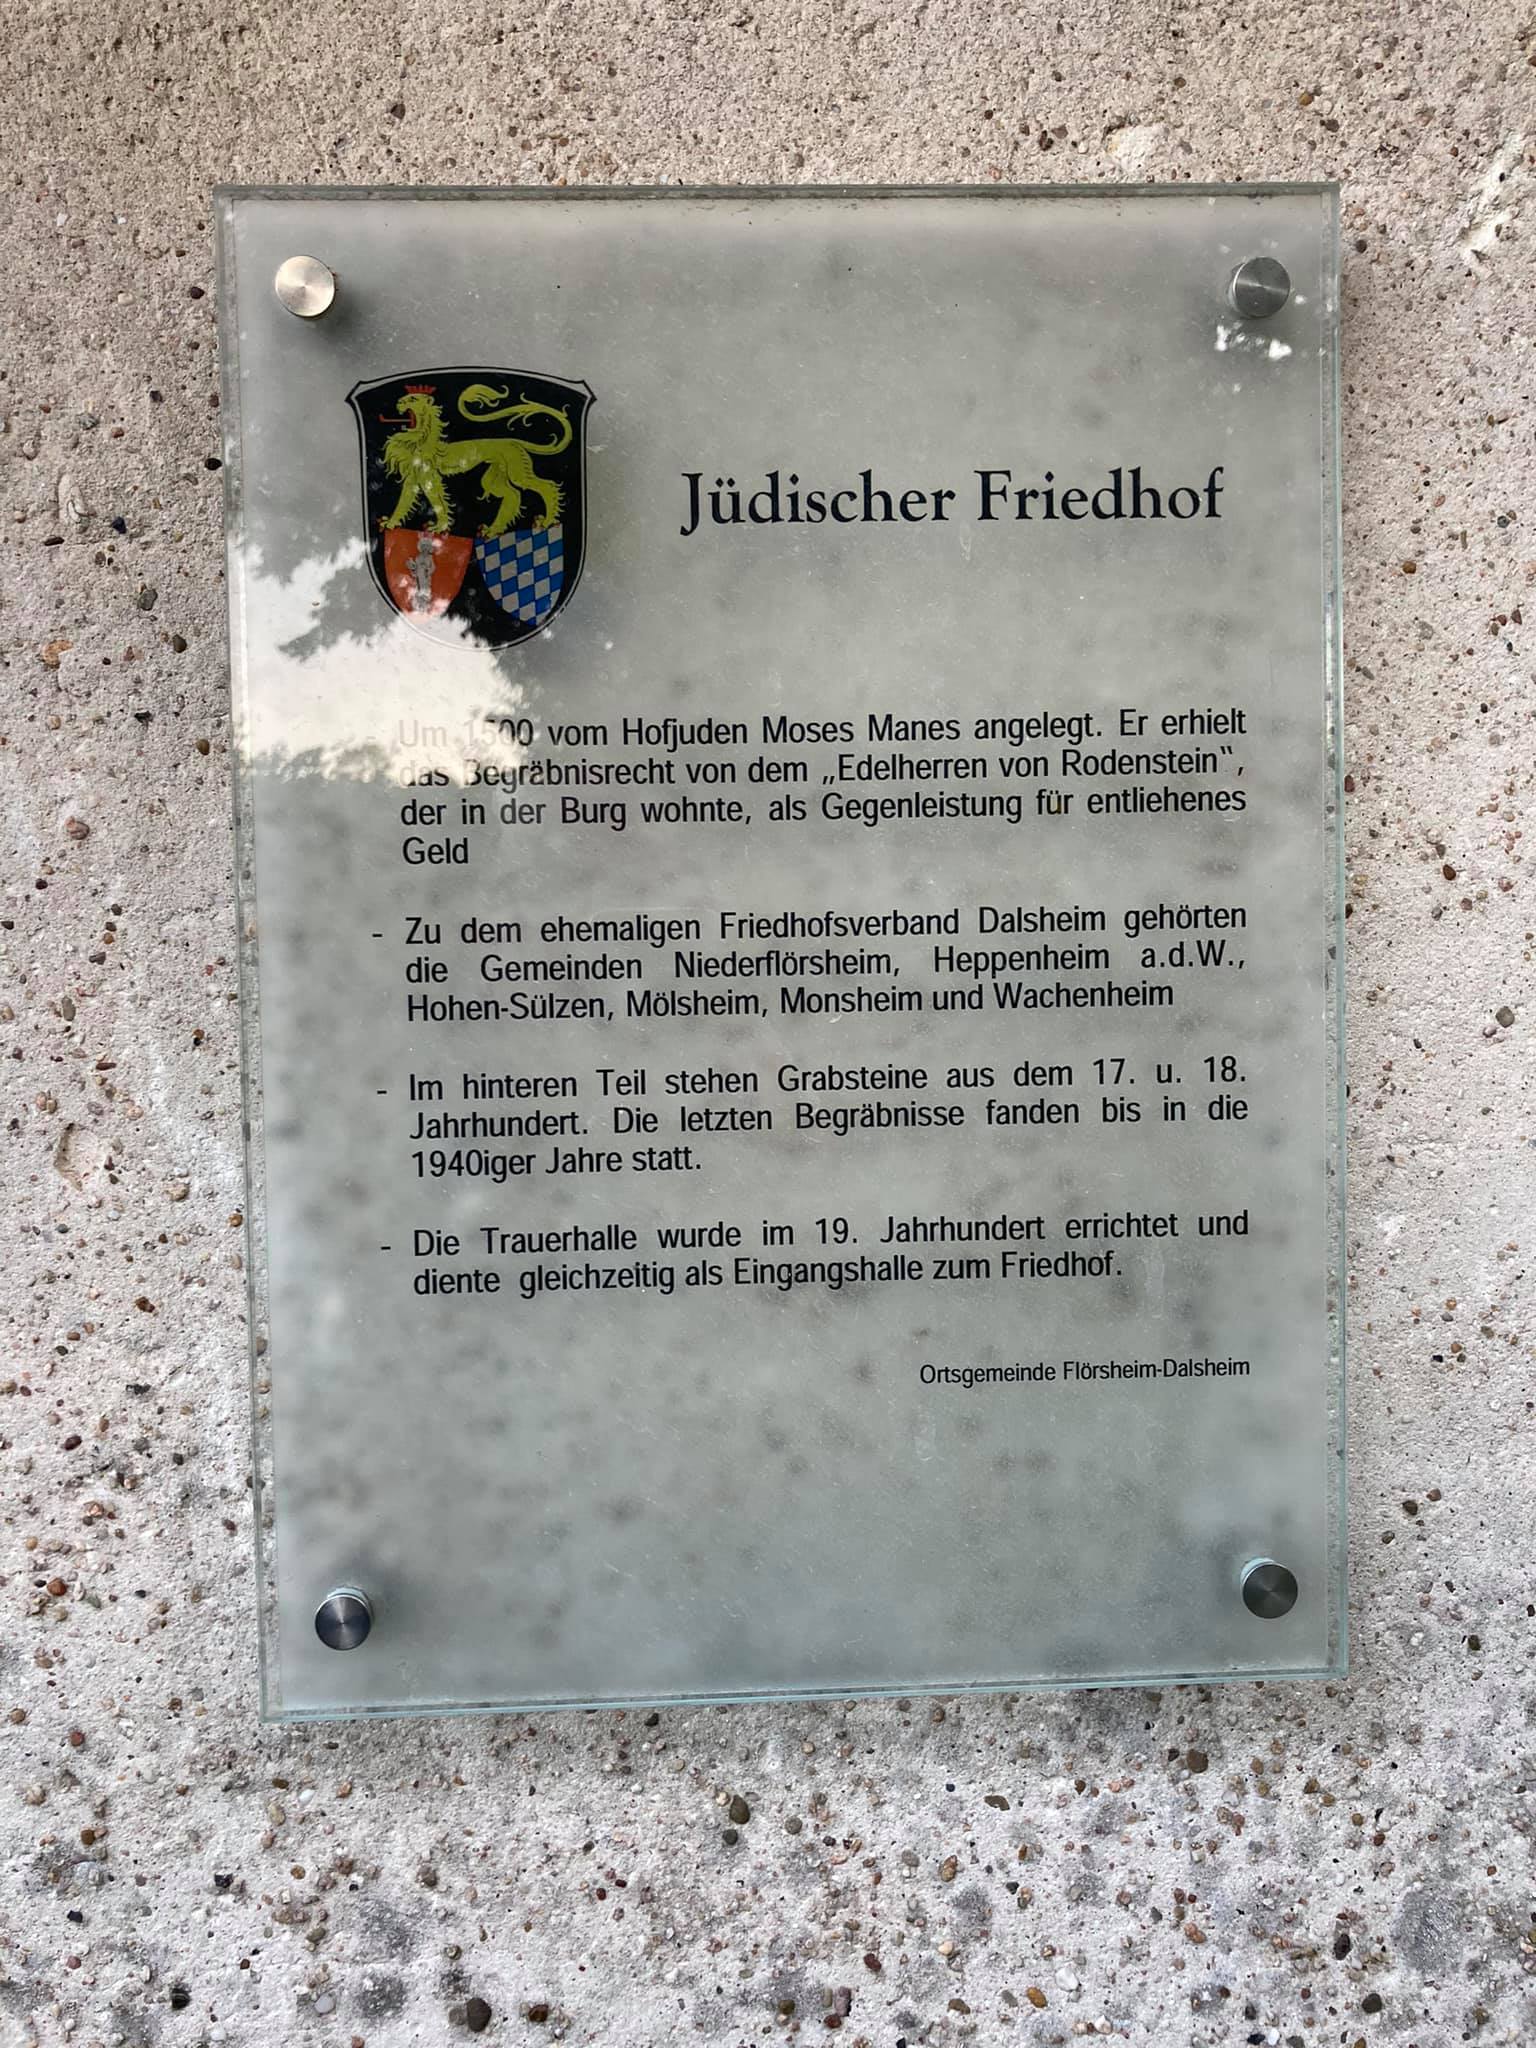 Jüdischer Friedhof
- Um 1500 vom Hofjuden Moses Manes angelegt. Er erhielt
das Begräbnisrecht von dem „Edelherren von Rodenstein“,
der in der Burg wohnte, als Gegenleistung für entliehenes
Geld
- Zu dem ehemaligen Friedhofsverband Dalsheim gehörten
die Gemeinden Niederflörsheim, Heppenheim a.d.W.,
Hohen-Sülzen, Mölsheim, Monsheim und Wachenheim
- Im hinteren Teil stehen Grabsteine aus dem 17. u. 18.
Jahrhundert. Die letzten Begräbnisse fanden bis in die
1940iger Jahre statt.
- Die Trauerhalle wurde im 19. Jahrhundert errichtet und
diente gleichzeitig als Eingangshalle zum Friedhof.
Ortsgemeinde Flörsheim-Dalsheim